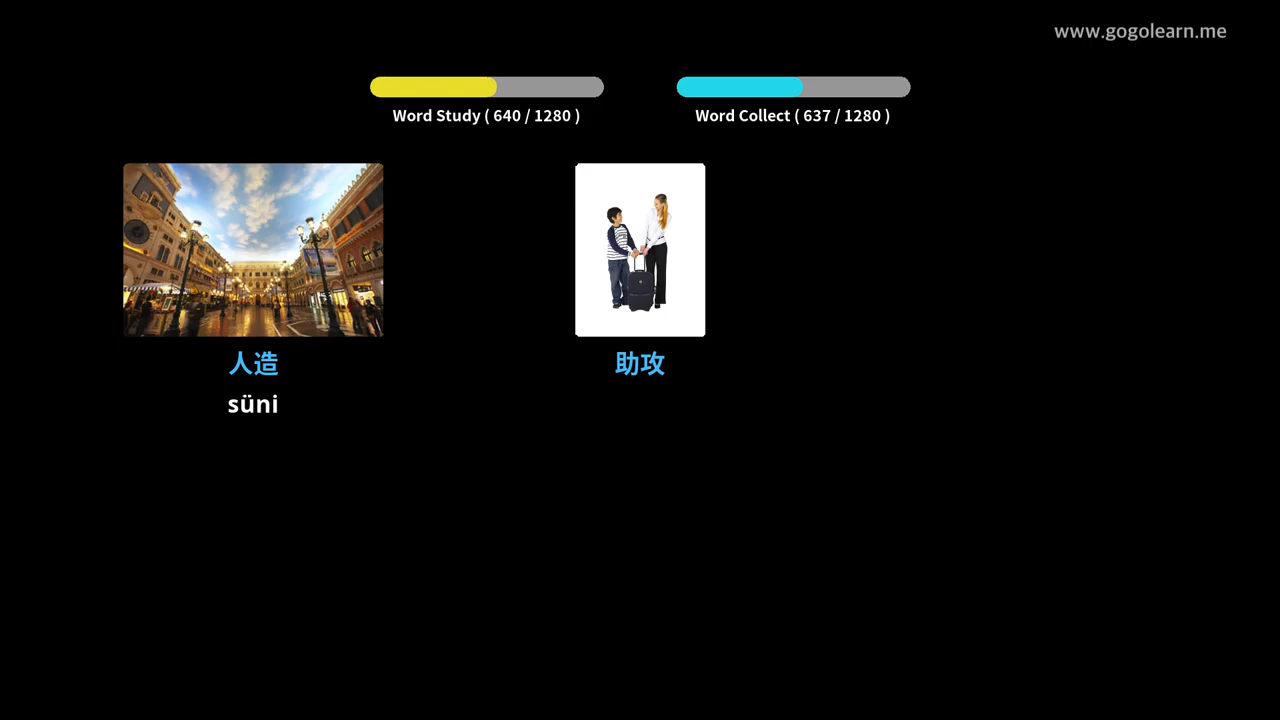 www.gogolearn.me
Word Study ( 640 / 1280 )
Word Collect ( 637 / 1280 )
人造
süni
助攻